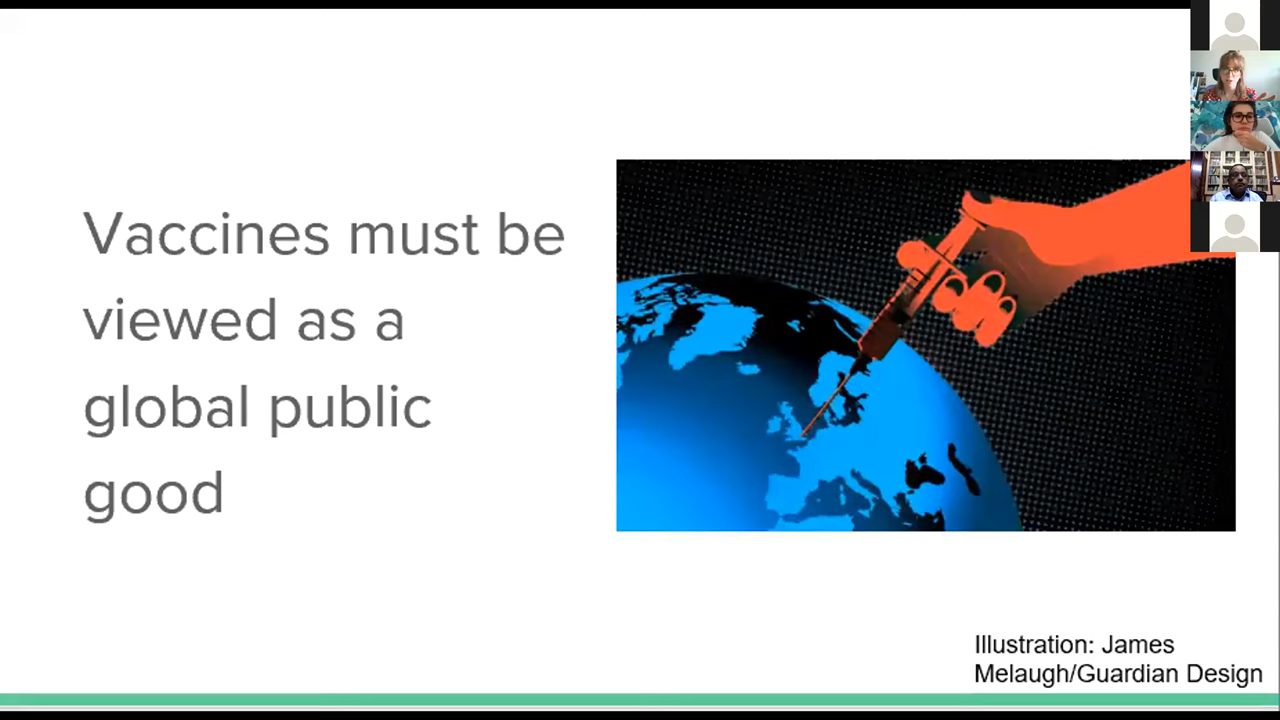 Vaccines must be
viewed as a
global public
good
Illustration: James
Melaugh/Guardian Design